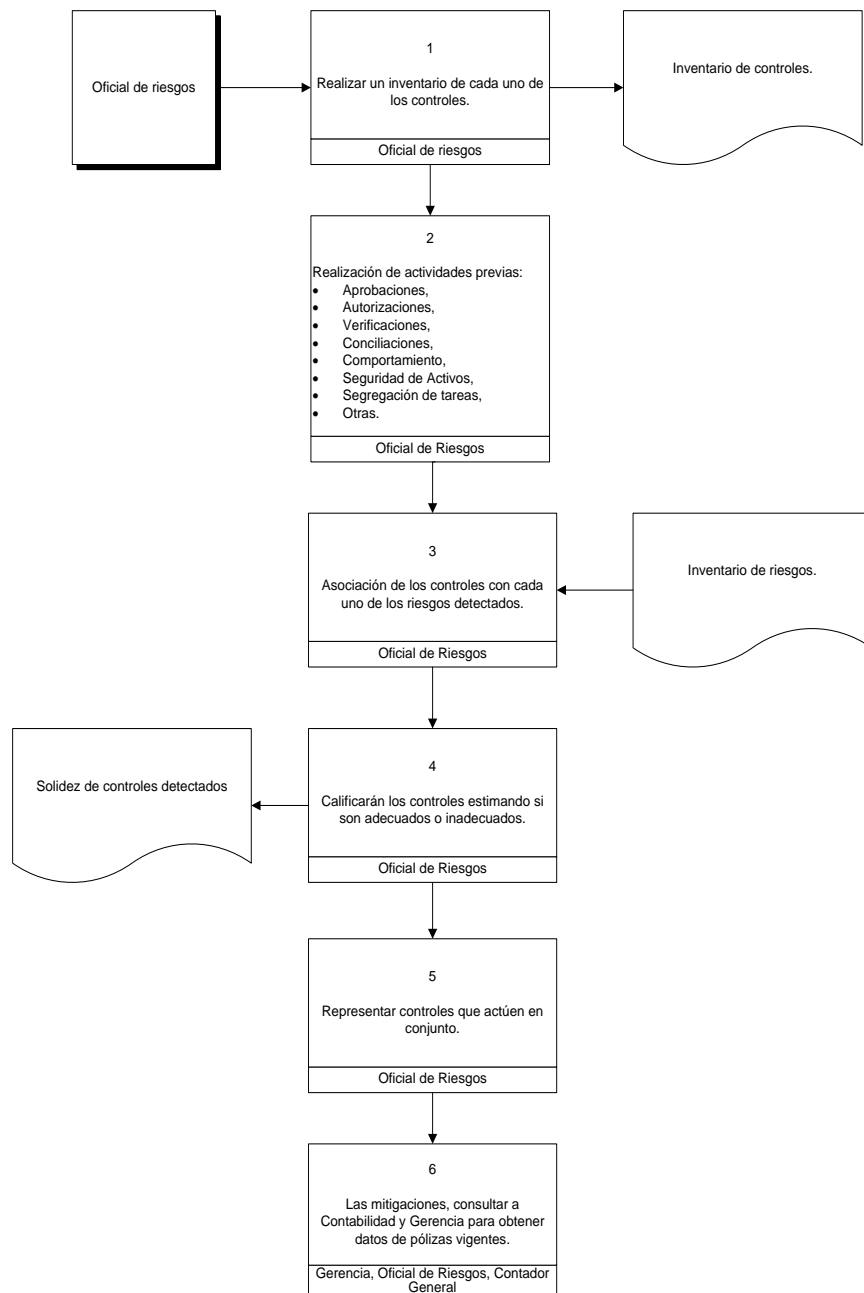 Oficial de riesgos
1
Realizar un inventario de cada uno de
los controles.
Oficial de riesgos
Inventario de controles.
2
Realización de actividades previas:
• Aprobaciones,
• Autorizaciones,
• Verificaciones,
• Conciliaciones,
• Comportamiento,
• Seguridad de Activos,
• Segregación de tareas,
• Otras.
Oficial de Riesgos
3
Asociación de los controles con cada
uno de los riesgos detectados.
Oficial de Riesgos
Inventario de riesgos.
Solidez de controles detectados
4
Calificarán los controles estimando si
son adecuados o inadecuados.
Oficial de Riesgos
5
Representar controles que actúen en
conjunto.
Oficial de Riesgos
6
Las mitigaciones, consultar a
Contabilidad y Gerencia para obtener
datos de pólizas vigentes.
Gerencia, Oficial de Riesgos, Contador
General